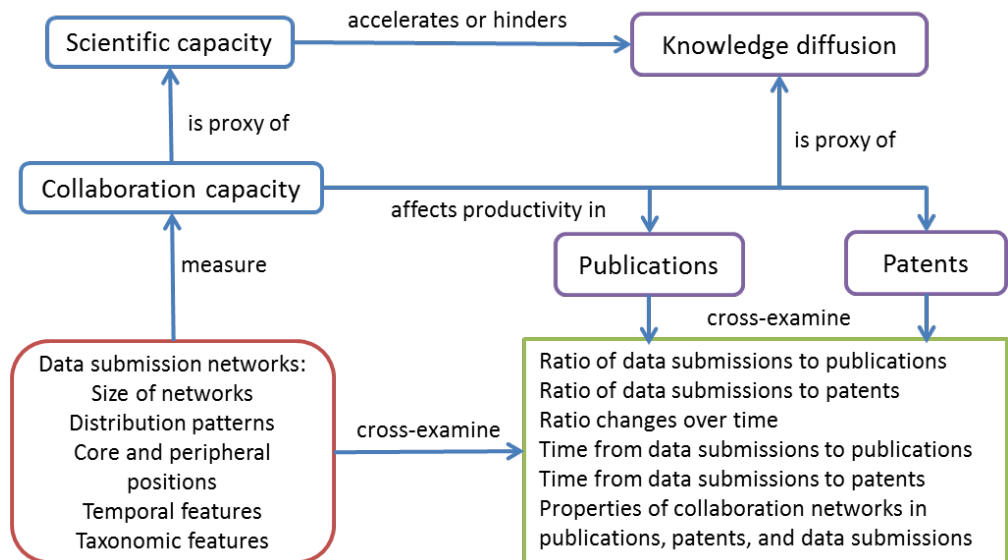 accelerates or hinders
Scientific capacity
Knowledge diffusion
is proxy of
is proxy of
Collaboration capacity
affects productivity in
Publications
Patents
measure
cross-examine
Data submission networks:
Size of networks
Distribution patterns
Core and peripheral
positions
Temporal features
Taxonomic features
cross-examine
Ratio of data submissions to publications
Ratio of data submissions to patents
Ratio changes over time
Time from data submissions to publications
Time from data submissions to patents
Properties of collaboration networks in
publications, patents, and data submissions